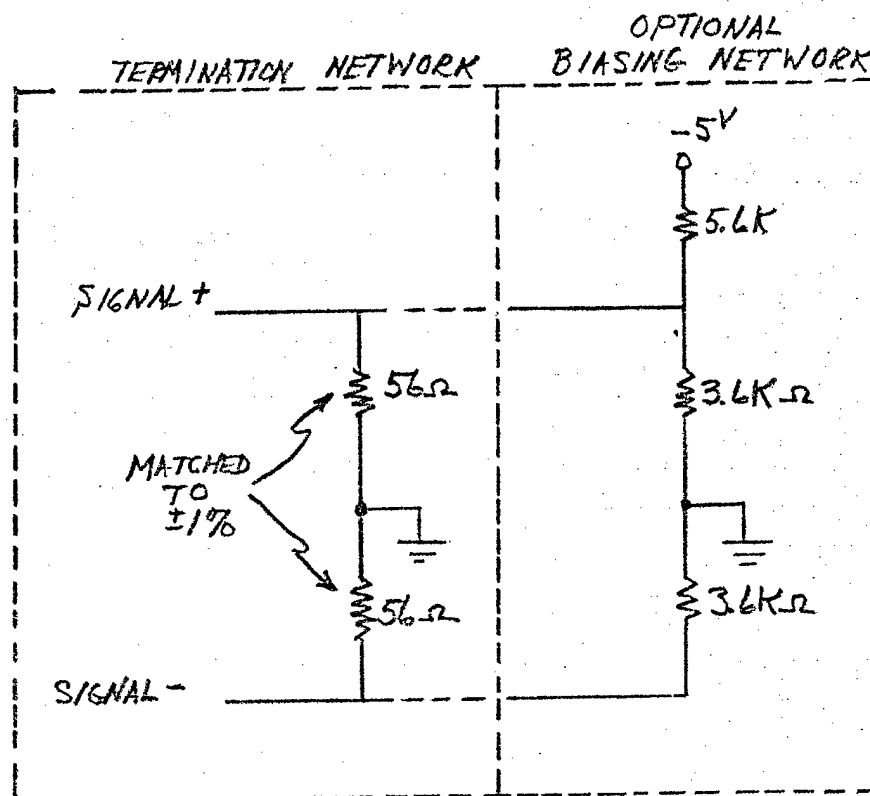 TERMINATION NETWORK
OPTIONAL
BIASING NETWORK
-5V
5.6K
SIGNAL+
56Ω
3.6KΩ
MATCHED
TO
±1%
56Ω
3.6KΩ
SIGNAL-